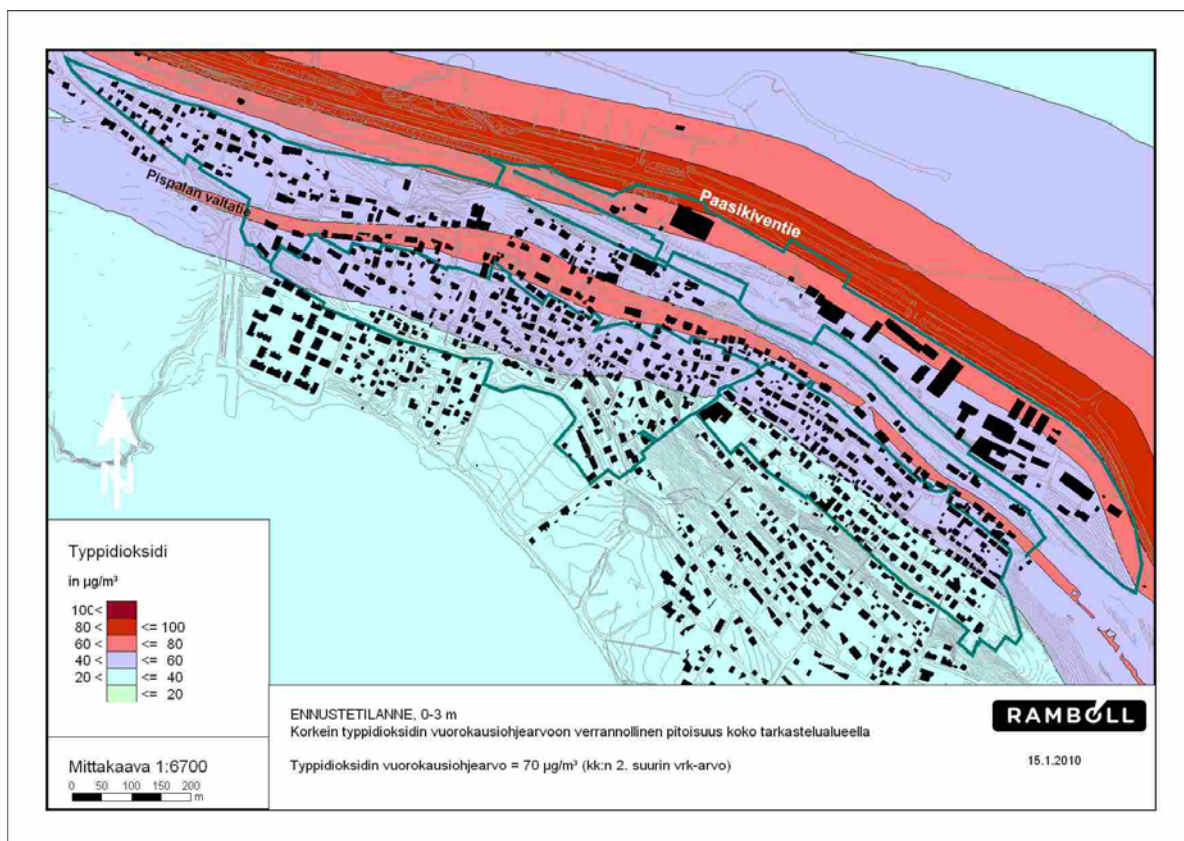 Paasikiventie
Pispalan valtatie
Typpidioksidi
in µg/m³
100<
80 < <= 100
60 < <= 80
40 < <= 60
20 < <= 40
<= 20
Mittakaava 1:6700
0 50 100 150 200
m
ENNUSTETILANNE, 0-3 m
Korkein typpidioksidin vuorokausiohjearvoon verrannollinen pitoisuus koko tarkastelualueella
Typpidioksidin vuorokausiohjearvo = 70 µg/m³ (kk:n 2. suurin vrk-arvo)
RAMBOLL
15.1.2010